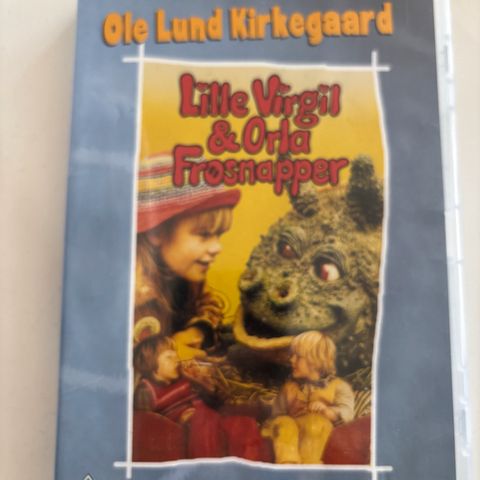 Ole Lund Kirkegaard
Lille Virgil
& Orla
Frøsnapper